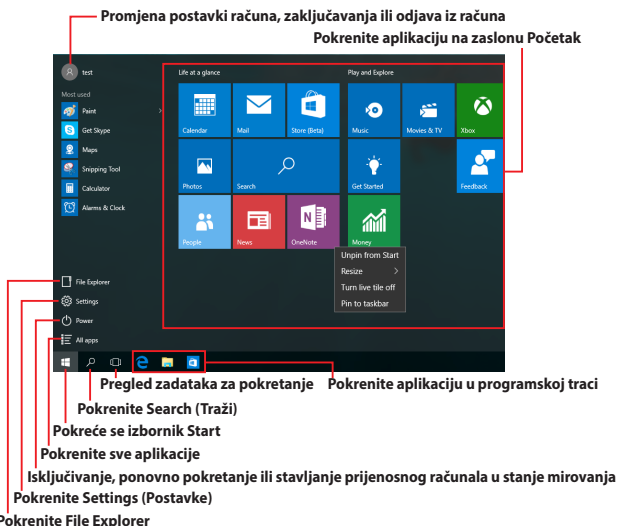 Promjena postavki računa, zaključavanja ili odjava iz računa
Pokrenite aplikaciju na zaslonu Početak
test
Most used
Paint
Get Skype
Maps
Snipping Tool
Calculator
Alarms & Clock
File Explorer
Settings
Power
All apps
Life at a glance
Play and Explore
Calendar
Mail
Store (Beta)
Music
Movies & TV
Xbox
Photos
Search
Get Started
Feedback
People
News
OneNote
Money
Unpin from Start
Resize
Turn live tile off
Pin to taskbar
Pregled zadataka za pokretanje
Pokrenite aplikaciju u programskoj traci
Pokrenite Search (Traži)
Pokreće se izbornik Start
Pokrenite sve aplikacije
Isključivanje, ponovno pokretanje ili stavljanje prijenosnog računala u stanje mirovanja
Pokrenite Settings (Postavke)
Pokrenite File Explorer